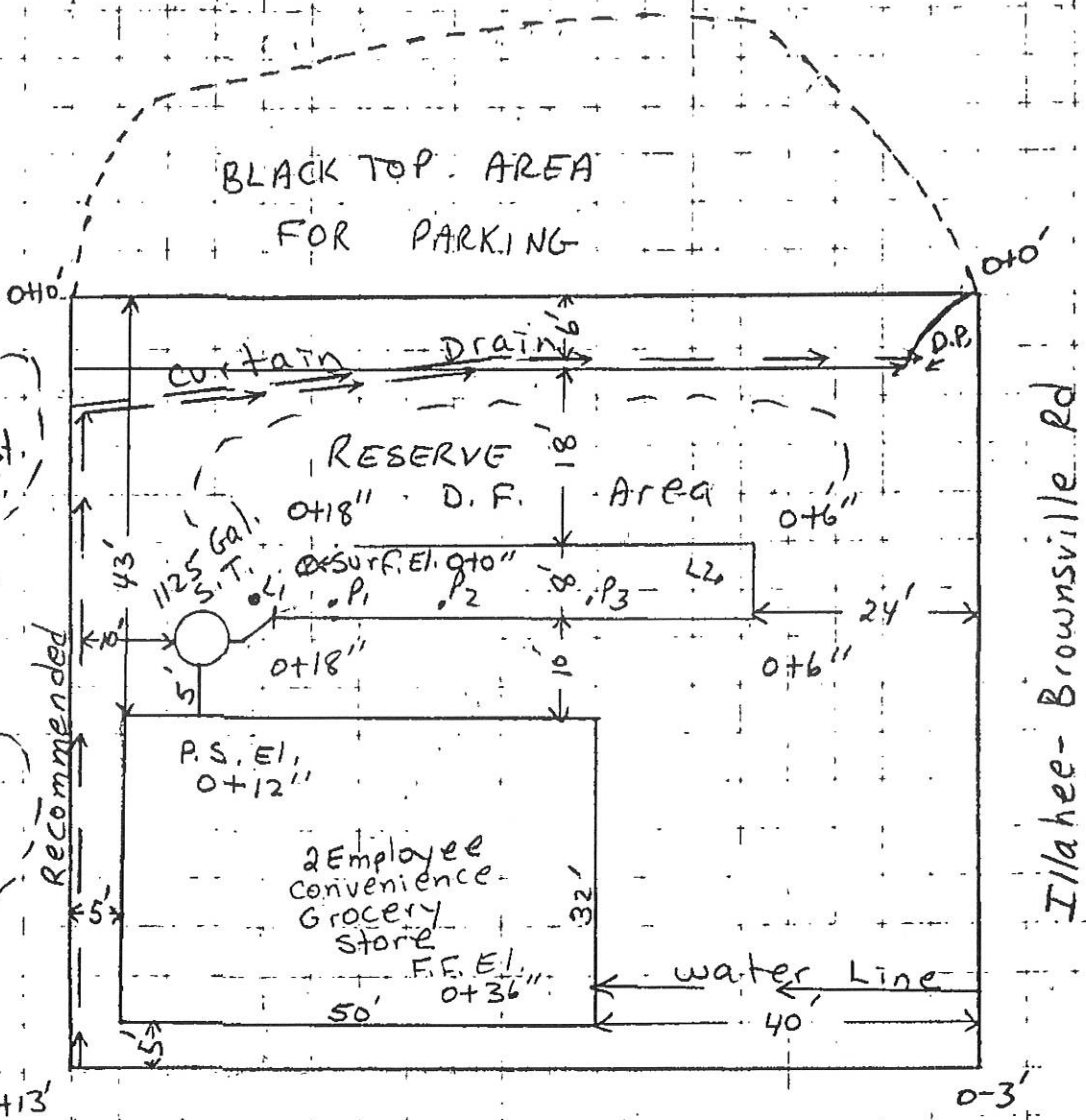 BLACK TOP. AREA
FOR PARKING
0+10'
0+0'
6'
Curtain Drain
D.P.
18'
RESERVE
D.F. Area
0+18"
0+6"
1125 Gal.
S.T.
Surf. El. 0+0"
L1
P1
P2
P3
L2
8'
43'
10'
24'
5'
0+18"
10'
0+6"
P.S. El.
0+12"
Recommended
2 Employee
Convenience
Grocery
Store
F.F. El.
0+36"
32'
5'
water Line
50'
40'
5'
+13'
0-3'
Illahee- Brownsville Rd